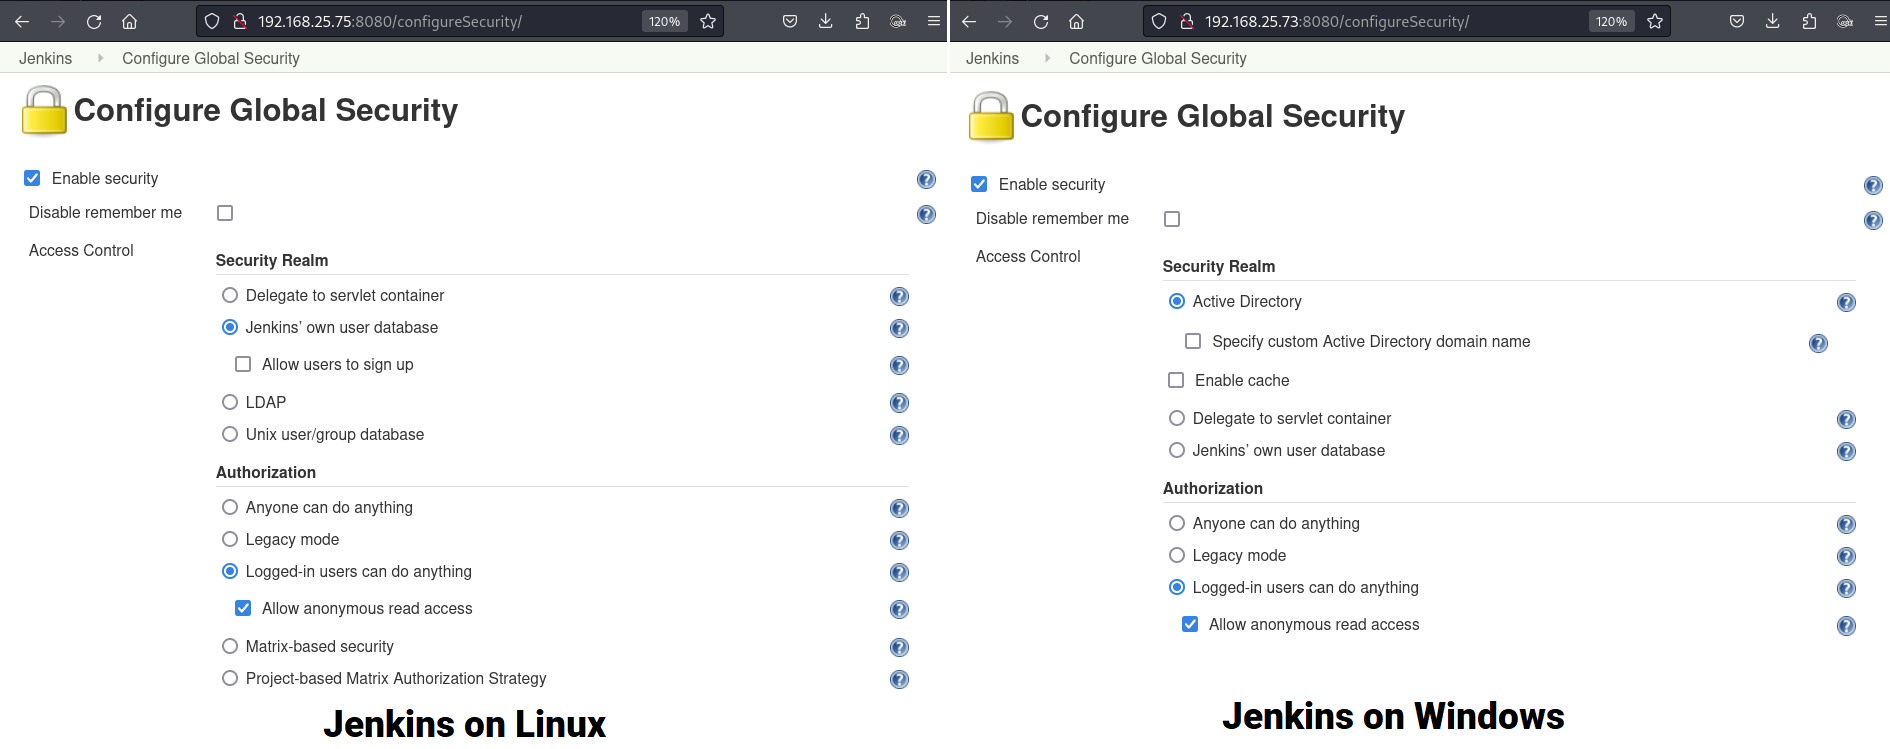 192.168.25.75:8080/configureSecurity/
120%
Jenkins
Configure Global Security
Configure Global Security
Enable security
Disable remember me
Access Control
Security Realm
Delegate to servlet container
Jenkins’ own user database
Allow users to sign up
LDAP
Unix user/group database
Authorization
Anyone can do anything
Legacy mode
Logged-in users can do anything
Allow anonymous read access
Matrix-based security
Project-based Matrix Authorization Strategy
Jenkins on Linux
192.168.25.73:8080/configureSecurity/
120%
Jenkins
Configure Global Security
Configure Global Security
Enable security
Disable remember me
Access Control
Security Realm
Active Directory
Specify custom Active Directory domain name
Enable cache
Delegate to servlet container
Jenkins’ own user database
Authorization
Anyone can do anything
Legacy mode
Logged-in users can do anything
Allow anonymous read access
Jenkins on Windows